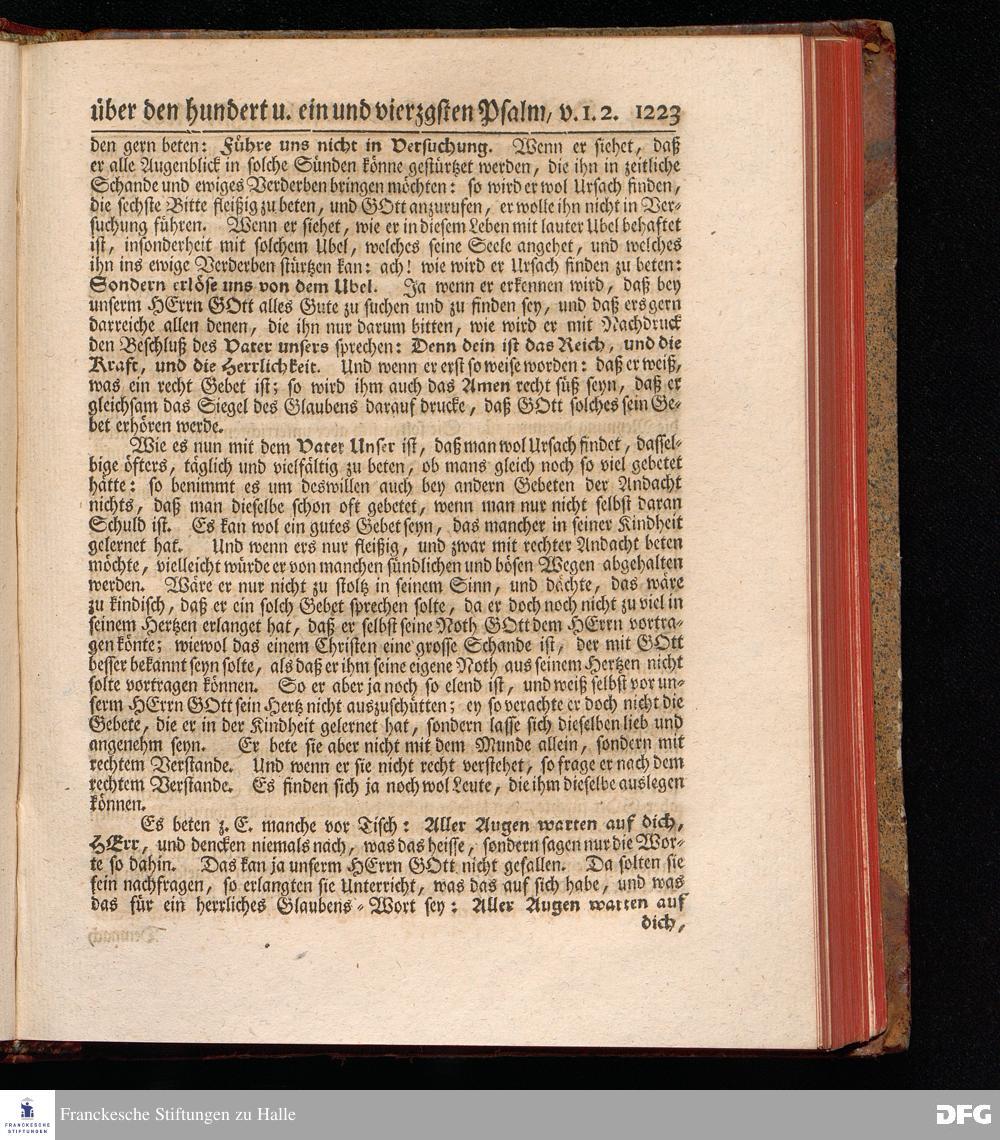 über den hundert u. ein und vierzgsten Psalm, v. 1. 2. 1223
den gern beten: Führe uns nicht in Versuchung. Wenn er siehet, daß
er alle Augenblick in solche Sünden könne gestürtzet werden, die ihn in zeitliche
Schande und ewiges Verderben bringen möchten: so wird er wol Ursach finden,
die sechste Bitte fleißig zu beten, und GOtt anzurufen, er wolle ihn nicht in Ver-
suchung führen. Wenn er siehet, wie er in diesem Leben mit lauter Ubel behaftet
ist, insonderheit mit solchem Ubel, welches seine Seele angehet, und welches
ihn ins ewige Verderben stürtzen kan: ach! wie wird er Ursach finden zu beten:
Sondern erlöse uns von dem Ubel. Ja wenn er erkennen wird, daß bey
unserm HErrn GOtt alles Gute zu suchen und zu finden sey, und daß ers gern
darreiche allen denen, die ihn nur darum bitten, wie wird er mit Nachdruck
den Beschluß des Vater unsers sprechen: Denn dein ist das Reich, und die
Kraft, und die Herrlichkeit. Und wenn er erst so weise worden: daß er weiß,
was ein recht Gebet ist; so wird ihm auch das Amen recht süß seyn, daß er
gleichsam das Siegel des Glaubens darauf drucke, daß GOtt solches sein Ge-
bet erhören werde.
Wie es nun mit dem Vater Unser ist, daß man wol Ursach findet, dassel-
bige öfters, täglich und vielfältig zu beten, ob mans gleich noch so viel gebetet
hätte: so benimmt es um deswillen auch bey andern Gebeten der Andacht
nichts, daß man dieselbe schon oft gebetet, wenn man nur nicht selbst daran
Schuld ist. Es kan wol ein gutes Gebet seyn, das mancher in seiner Kindheit
gelernet hat. Und wenn ers nur fleißig, und zwar mit rechter Andacht beten
möchte, vielleicht würde er von manchen sündlichen und bösen Wegen abgehalten
werden. Wäre er nur nicht zu stoltz in seinem Sinn, und dächte, das wäre
zu kindisch, daß er ein solch Gebet sprechen solte, da er doch noch nicht zu viel in
seinem Hertzen erlanget hat, daß er selbst seine Noth GOtt dem HErrn vortra-
gen könte; wiewol das einem Christen eine grosse Schande ist, der mit GOtt
besser bekannt seyn solte, als daß er ihm seine eigene Noth aus seinem Hertzen nicht
solte vortragen können. So er aber ja noch so elend ist, und weiß selbst vor un-
serm HErrn GOtt sein Hertz nicht auszuschütten; ey so verachte er doch nicht die
Gebete, die er in der Kindheit gelernet hat, sondern lasse sich dieselben lieb und
angenehm seyn. Er bete sie aber nicht mit dem Munde allein, sondern mit
rechtem Verstande. Und wenn er sie nicht recht verstehet, so frage er nach dem
rechtem Verstande. Es finden sich ja noch wol Leute, die ihm dieselbe auslegen
können.
Es beten z. E. manche vor Tisch: Aller Augen warten auf dich,
HErr, und dencken niemals nach, was das heisse, sondern sagen nur die Wor-
te so dahin. Das kan ja unserm HErrn GOtt nicht gefallen. Da solten sie
fein nachfragen, so erlangten sie Unterricht, was das auf sich habe, und was
das für ein herrliches Glaubens-Wort sey: Aller Augen warten auf
dich,
FRANCKESCHE
STIFTUNGEN
Franckesche Stiftungen zu Halle
DFG